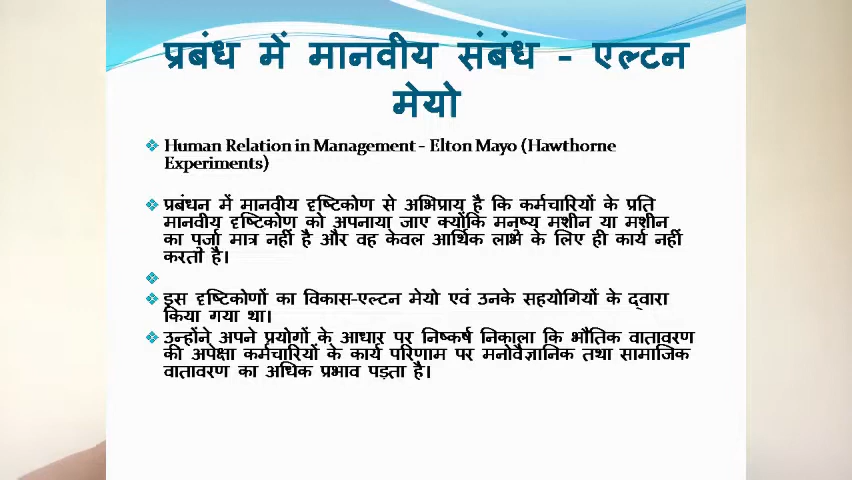 प्रबंध में मानवीय संबंध - एल्टन
मेयो
Human Relation in Management - Elton Mayo (Hawthorne
Experiments)
प्रबंधन में मानवीय दृष्टिकोण से अभिप्राय है कि कर्मचारियों के प्रति
मानवीय दृष्टिकोण को अपनाया जाए क्योंकि मनुष्य मशीन या मशीन
का पुर्जा मात्र नहीं है और वह केवल आर्थिक लाभ के लिए ही कार्य नहीं
करता है।
इस दृष्टिकोणों का विकास-एल्टन मेयो एवं उनके सहयोगियों के द्वारा
किया गया था।
उन्होंने अपने प्रयोगों के आधार पर निष्कर्ष निकाला कि भौतिक वातावरण
की अपेक्षा कर्मचारियों के कार्य परिणाम पर मनोवैज्ञानिक तथा सामाजिक
वातावरण का अधिक प्रभाव पड़ता है।